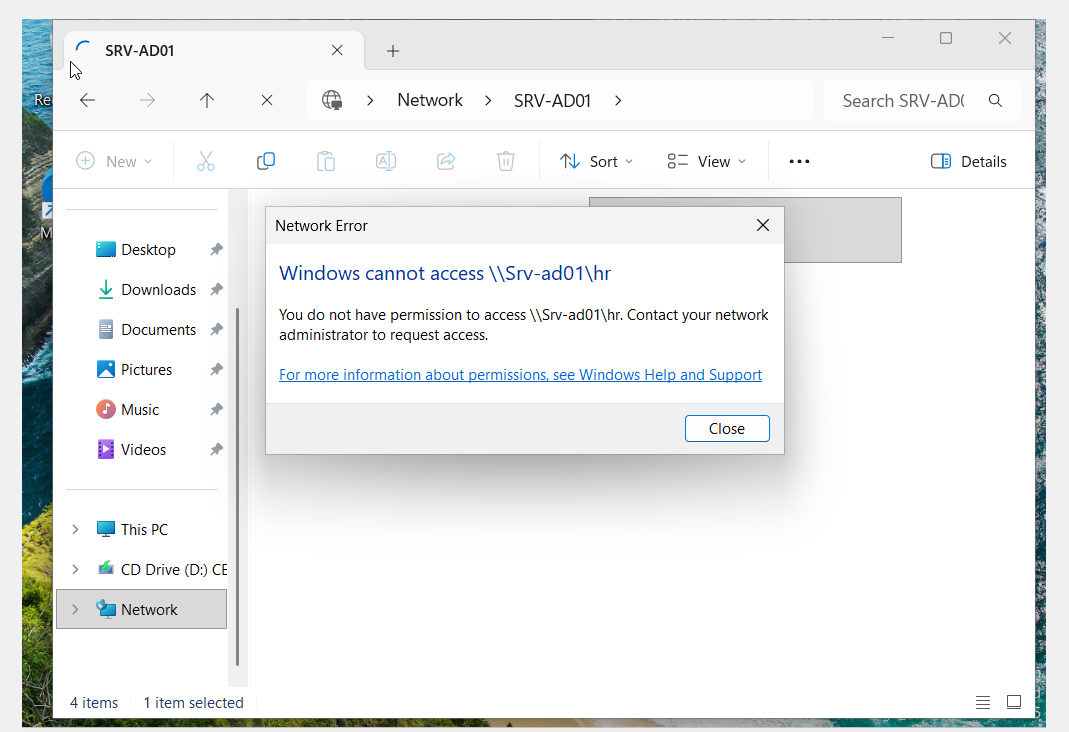 SRV-AD01
Network
SRV-AD01
Search SRV-AD
New
Sort
View
Details
Network Error
Windows cannot access \\Srv-ad01\hr
You do not have permission to access \\Srv-ad01\hr. Contact your network
administrator to request access.
For more information about permissions, see Windows Help and Support
Close
Desktop
Downloads
Documents
Pictures
Music
Videos
This PC
CD Drive (D:) CE
Network
4 items
1 item selected